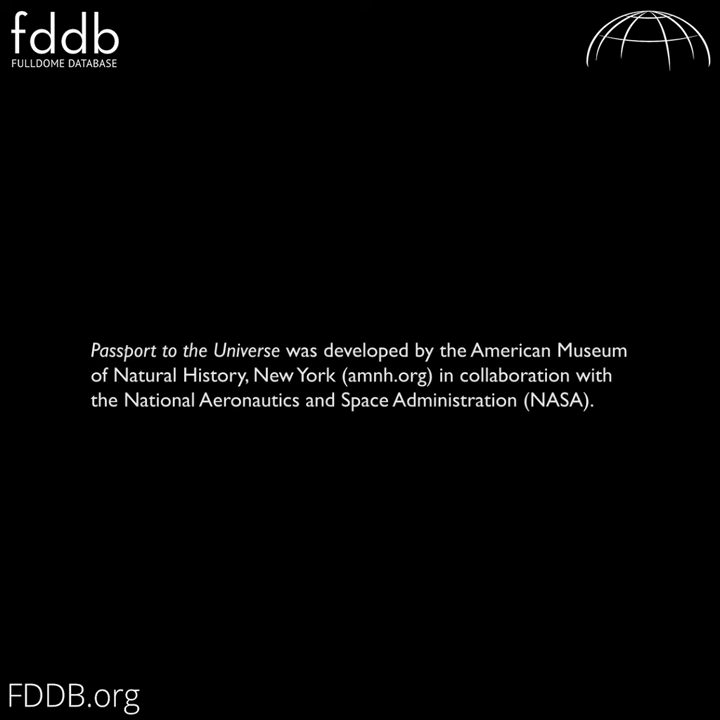 fddb
FULLDOME DATABASE
Passport to the Universe was developed by the American Museum
of Natural History, New York (amnh.org) in collaboration with
the National Aeronautics and Space Administration (NASA).
FDDB.org